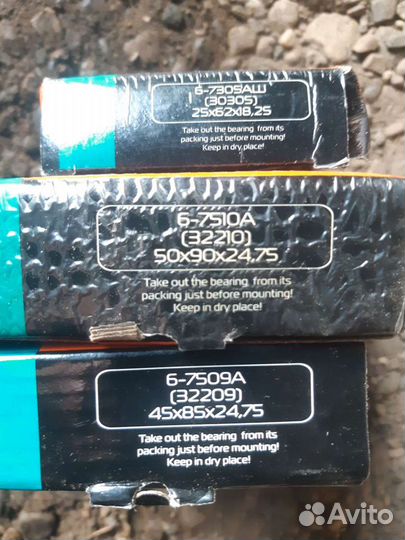 6-7305АШ
(30305)
25x62x18,25
Take out the bearing from its
packing just before mounting!
Keep in dry place!
6-7510A
(32210)
50x90x24,75
Take out the bearing from its
packing just before mounting!
Keep in dry place!
6-7509A
(32209)
45x85x24,75
Take out the bearing from its
packing just before mounting!
Keep in dry place!
Avito